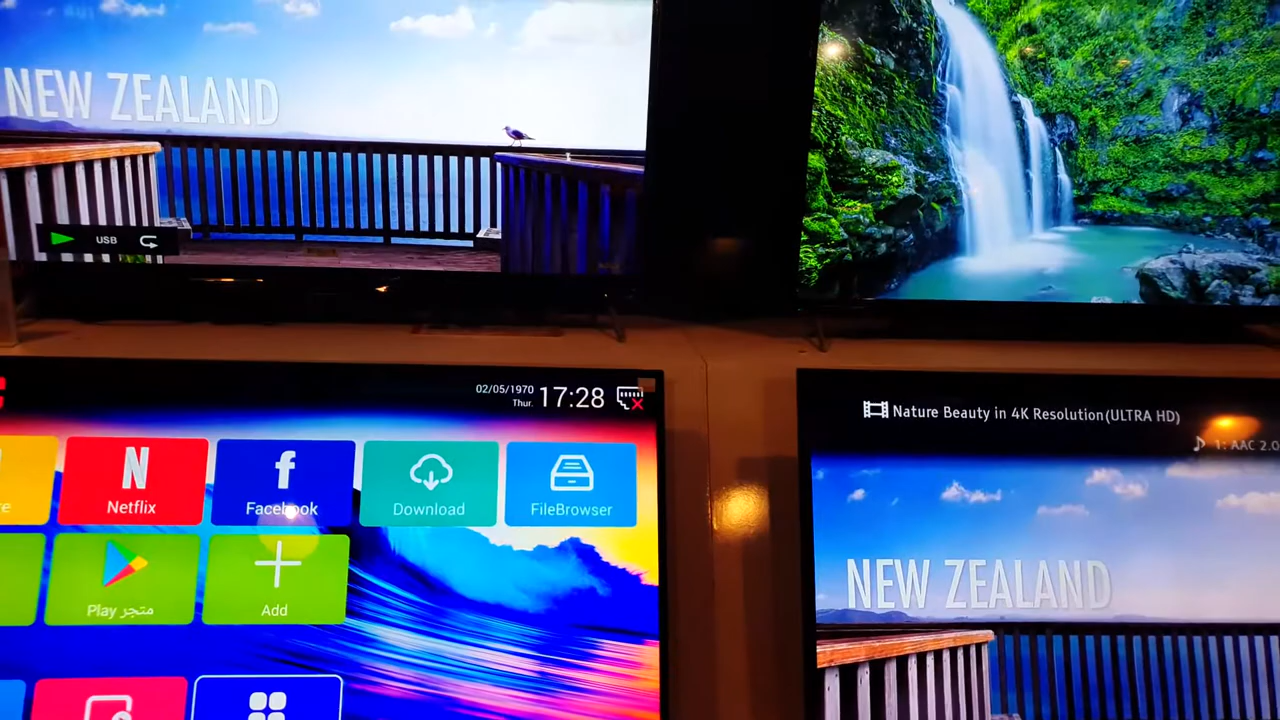 NEW ZEALAND
USB
02/05/1970
Thur.
17:28
Netflix
Facebook
Download
FileBrowser
متجر Play
Add
Nature Beauty in 4K Resolution(ULTRA HD)
1: AAC 2.0
NEW ZEALAND